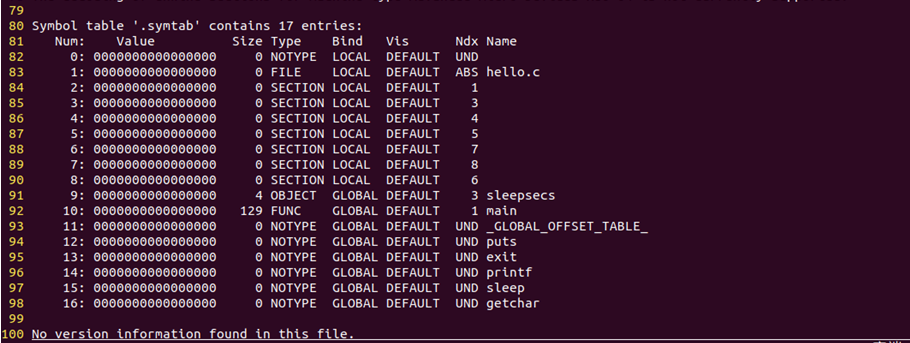 79
80 Symbol table '.symtab' contains 17 entries:
81    Num:    Value          Size Type    Bind   Vis      Ndx Name
82      0: 0000000000000000     0 NOTYPE  LOCAL  DEFAULT  UND
83      1: 0000000000000000     0 FILE    LOCAL  DEFAULT  ABS hello.c
84      2: 0000000000000000     0 SECTION LOCAL  DEFAULT    1
85      3: 0000000000000000     0 SECTION LOCAL  DEFAULT    3
86      4: 0000000000000000     0 SECTION LOCAL  DEFAULT    4
87      5: 0000000000000000     0 SECTION LOCAL  DEFAULT    5
88      6: 0000000000000000     0 SECTION LOCAL  DEFAULT    7
89      7: 0000000000000000     0 SECTION LOCAL  DEFAULT    8
90      8: 0000000000000000     0 SECTION LOCAL  DEFAULT    6
91      9: 0000000000000000     4 OBJECT  GLOBAL DEFAULT    3 sleepsecs
92     10: 0000000000000000   129 FUNC    GLOBAL DEFAULT    1 main
93     11: 0000000000000000     0 NOTYPE  GLOBAL DEFAULT  UND _GLOBAL_OFFSET_TABLE_
94     12: 0000000000000000     0 NOTYPE  GLOBAL DEFAULT  UND puts
95     13: 0000000000000000     0 NOTYPE  GLOBAL DEFAULT  UND exit
96     14: 0000000000000000     0 NOTYPE  GLOBAL DEFAULT  UND printf
97     15: 0000000000000000     0 NOTYPE  GLOBAL DEFAULT  UND sleep
98     16: 0000000000000000     0 NOTYPE  GLOBAL DEFAULT  UND getchar
99
100 No version information found in this file.